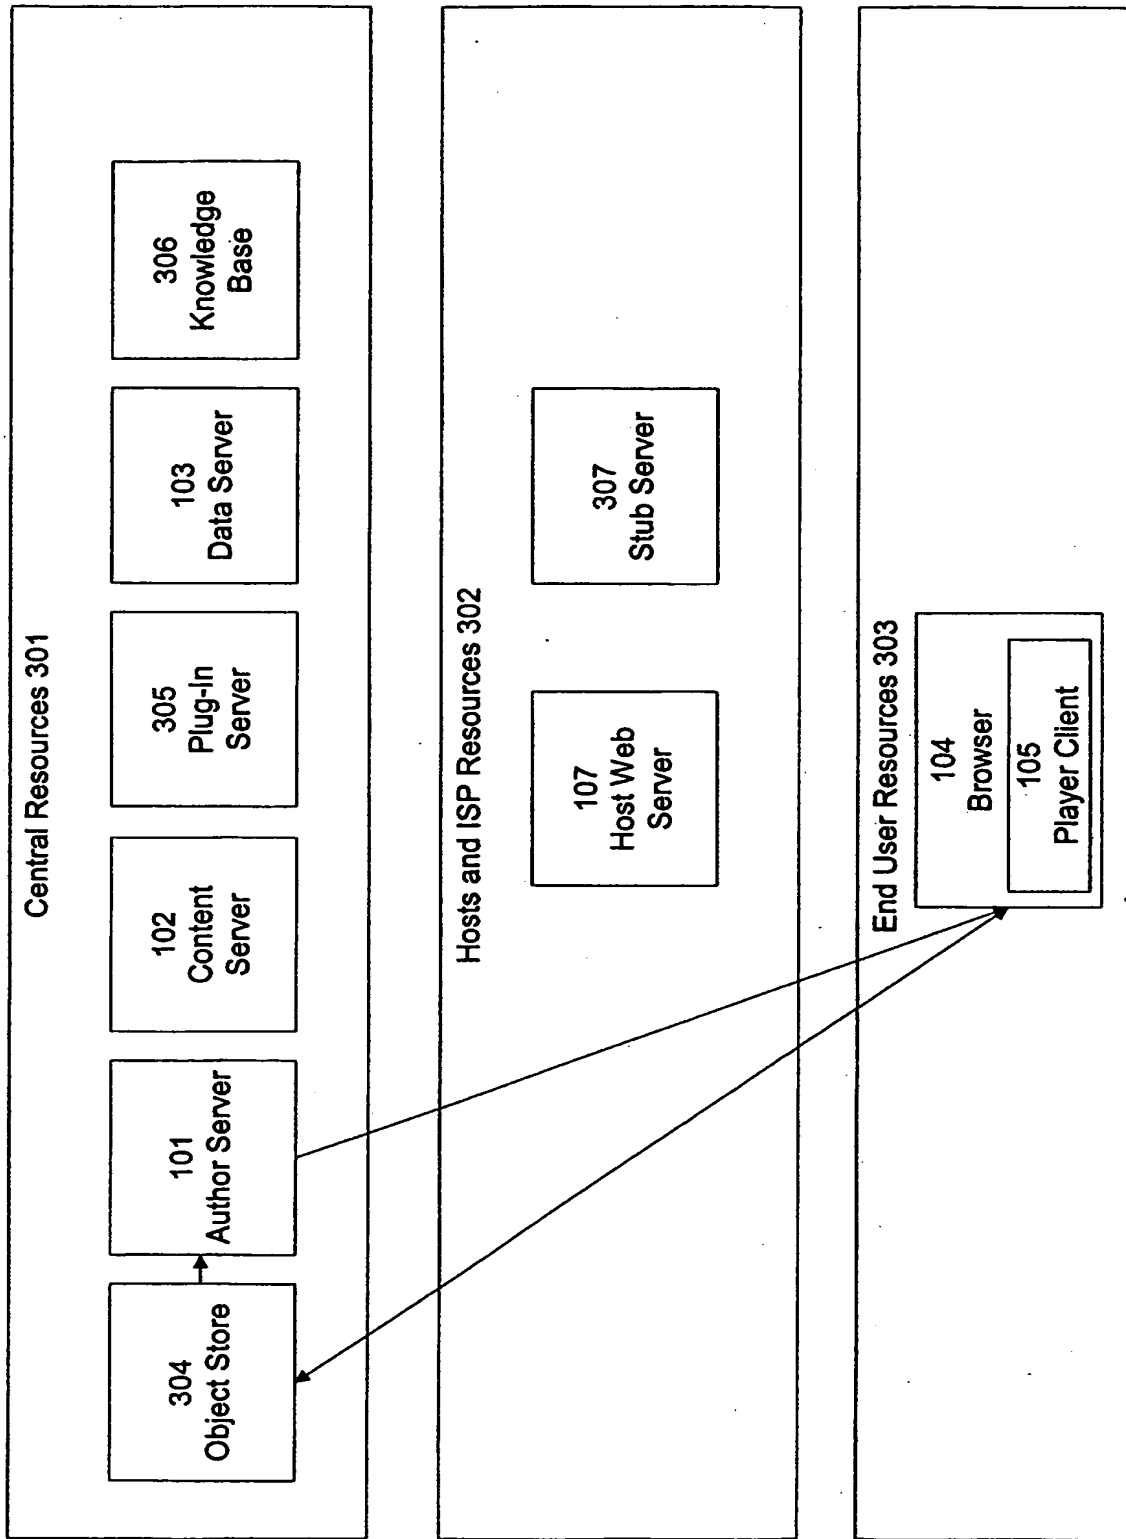 Central Resources 301
304
Object Store
101
Author Server
102
Content
Server
305
Plug-In
Server
103
Data Server
306
Knowledge
Base
Hosts and ISP Resources 302
107
Host Web
Server
307
Stub Server
End User Resources 303
104
Browser
105
Player Client